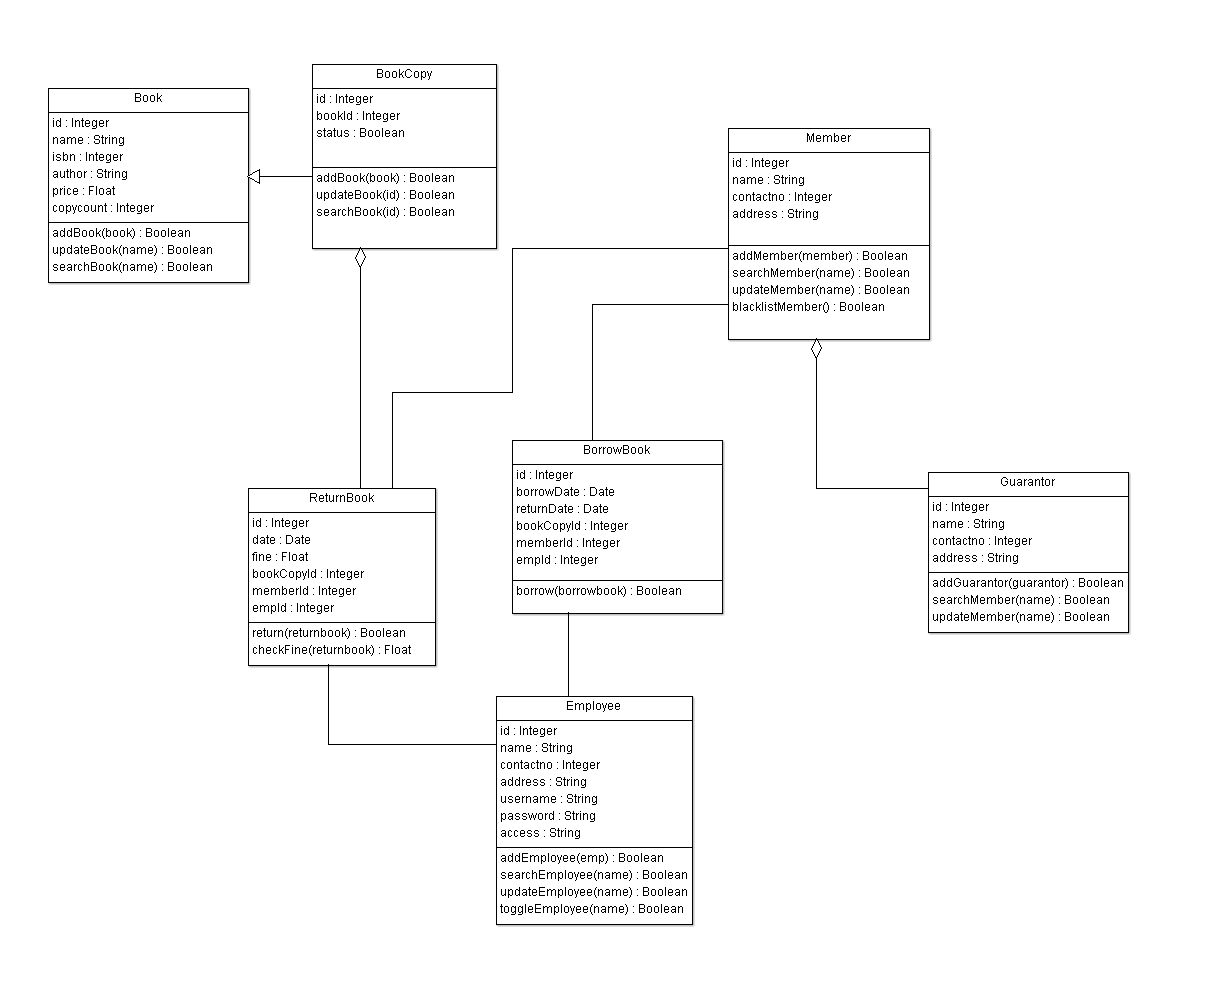 BookCopy
id : Integer
bookId : Integer
status : Boolean
addBook(book) : Boolean
updateBook(id) : Boolean
searchBook(id) : Boolean
Book
id : Integer
name : String
isbn : Integer
author : String
price : Float
copycount : Integer
addBook(book) : Boolean
updateBook(name) : Boolean
searchBook(name) : Boolean
Member
id : Integer
name : String
contactno : Integer
address : String
addMember(member) : Boolean
searchMember(name) : Boolean
updateMember(name) : Boolean
blacklistMember() : Boolean
BorrowBook
id : Integer
borrowDate : Date
returnDate : Date
bookCopyId : Integer
memberId : Integer
empId : Integer
borrow(borrowbook) : Boolean
Guarantor
id : Integer
name : String
contactno : Integer
address : String
addGuarantor(guarantor) : Boolean
searchMember(name) : Boolean
updateMember(name) : Boolean
ReturnBook
id : Integer
date : Date
fine : Float
bookCopyId : Integer
memberId : Integer
empId : Integer
return(returnbook) : Boolean
checkFine(returnbook) : Float
Employee
id : Integer
name : String
contactno : Integer
address : String
username : String
password : String
access : String
addEmployee(emp) : Boolean
searchEmployee(name) : Boolean
updateEmployee(name) : Boolean
toggleEmployee(name) : Boolean